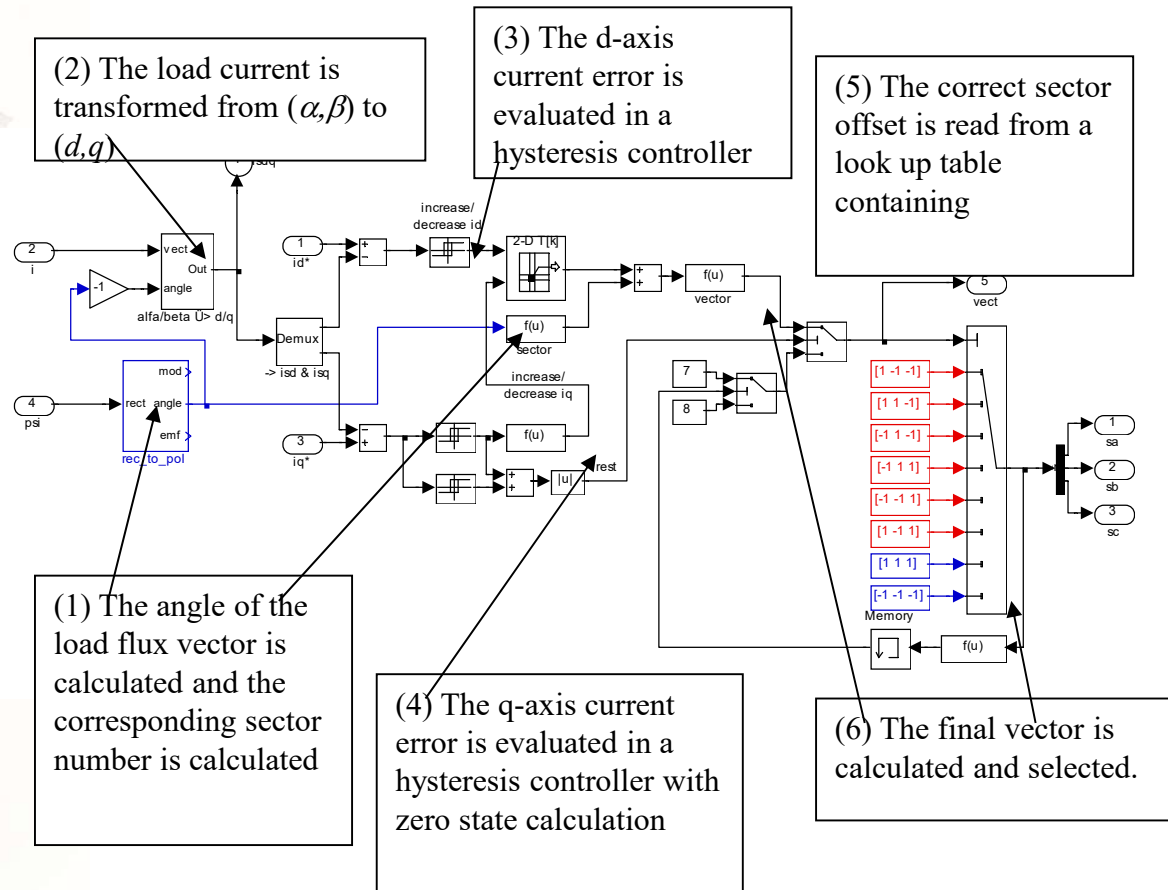 (2) The load current is
transformed from (α,β) to
(d,q)
(3) The d-axis
current error is
evaluated in a
hysteresis controller
(5) The correct sector
offset is read from a
look up table
containing
2
i
-1
vect
Out
angle
alfa/beta Ü> d/q
1
id*
+
−
increase/
decrease id
2-D T[k]
+
+
f(u)
vector
5
vect
Demux
-> isd & isq
f(u)
sector
4
psi
mod
rect angle
emf
rec_to_pol
3
iq*
−
+
increase/
decrease iq
f(u)
+
+
|u|
rest
7
8
[1 -1 -1]
[1 1 -1]
[-1 1 -1]
[-1 1 1]
[-1 -1 1]
[1 -1 1]
[1 1 1]
[-1 -1 -1]
1
sa
2
sb
3
sc
Memory
f(u)
(1) The angle of the
load flux vector is
calculated and the
corresponding sector
number is calculated
(4) The q-axis current
error is evaluated in a
hysteresis controller with
zero state calculation
(6) The final vector is
calculated and selected.